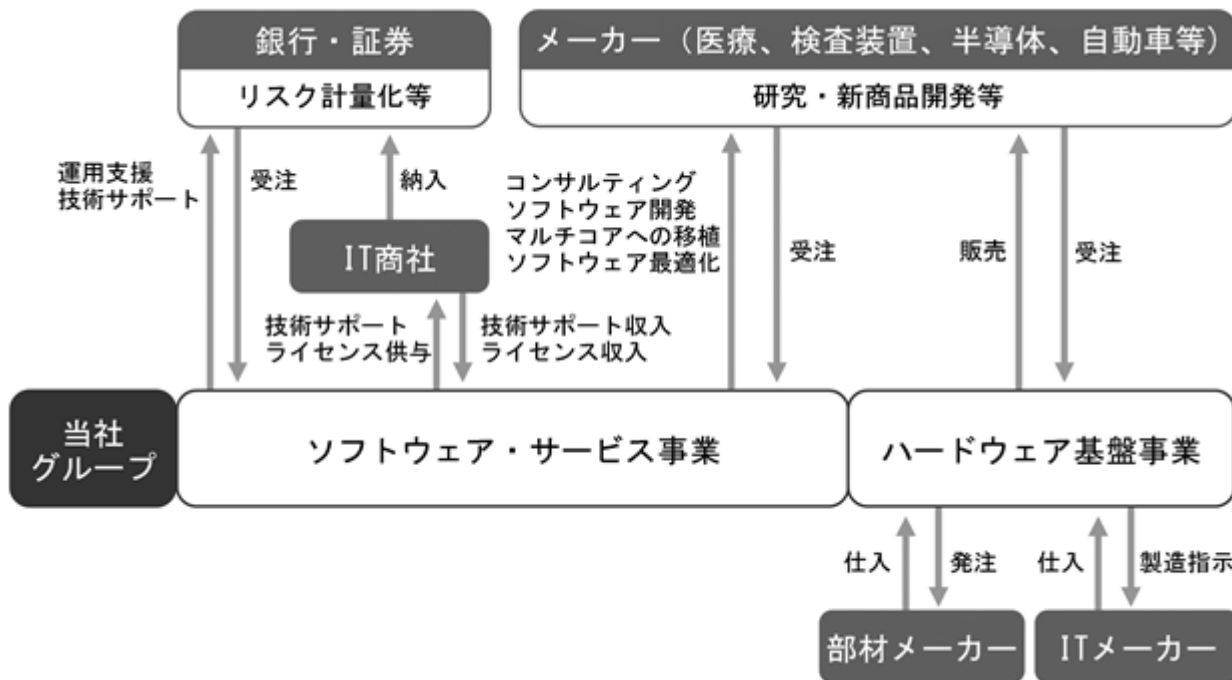 銀行・証券
リスク計量化等
メーカー（医療、検査装置、半導体、自動車等）
研究・新商品開発等
運用支援
技術サポート
受注
納入
IT商社
技術サポート
ライセンス供与
技術サポート収入
ライセンス収入
コンサルティング
ソフトウェア開発
マルチコアへの移植
ソフトウェア最適化
受注
販売
受注
当社
グループ
ソフトウェア・サービス事業
ハードウェア基盤事業
仕入
発注
仕入
製造指示
部材メーカー
ITメーカー